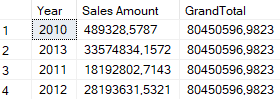 Year Sales Amount GrandTotal
1 2010 489328,5787 80450596,9823
2 2013 33574834,1572 80450596,9823
3 2011 18192802,7143 80450596,9823
4 2012 28193631,5321 80450596,9823